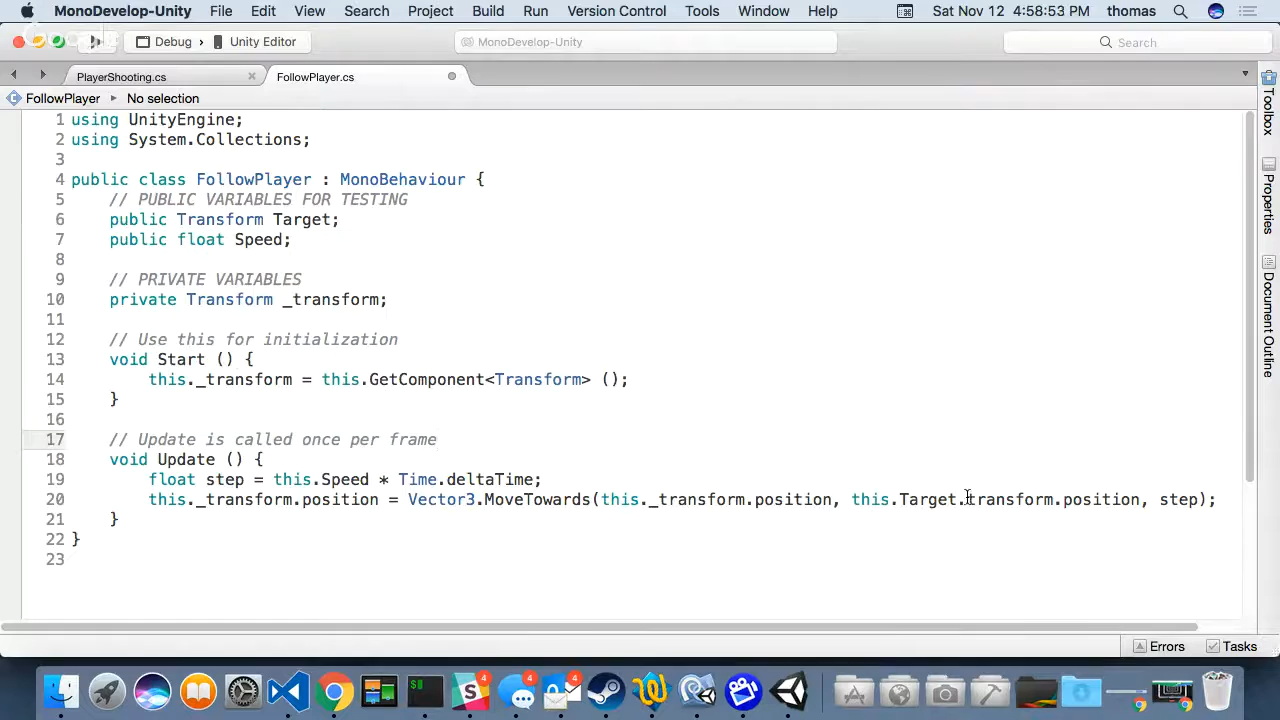 MonoDevelop-Unity File Edit View Search Project Build Run Version Control Tools Window Help Sat Nov 12 4:58:53 PM thomas
Debug Unity Editor MonoDevelop-Unity Search
PlayerShooting.cs FollowPlayer.cs
FollowPlayer No selection
1 using UnityEngine;
2 using System.Collections;
3
4 public class FollowPlayer : MonoBehaviour {
5 // PUBLIC VARIABLES FOR TESTING
6 public Transform Target;
7 public float Speed;
8
9 // PRIVATE VARIABLES
10 private Transform _transform;
11
12 // Use this for initialization
13 void Start () {
14 this._transform = this.GetComponent<Transform> ();
15 }
16
17 // Update is called once per frame
18 void Update () {
19 float step = this.Speed * Time.deltaTime;
20 this._transform.position = Vector3.MoveTowards(this._transform.position, this.Target.transform.position, step);
21 }
22 }
23
Toolbox
Properties
Document Outline
Errors Tasks
4 4 4